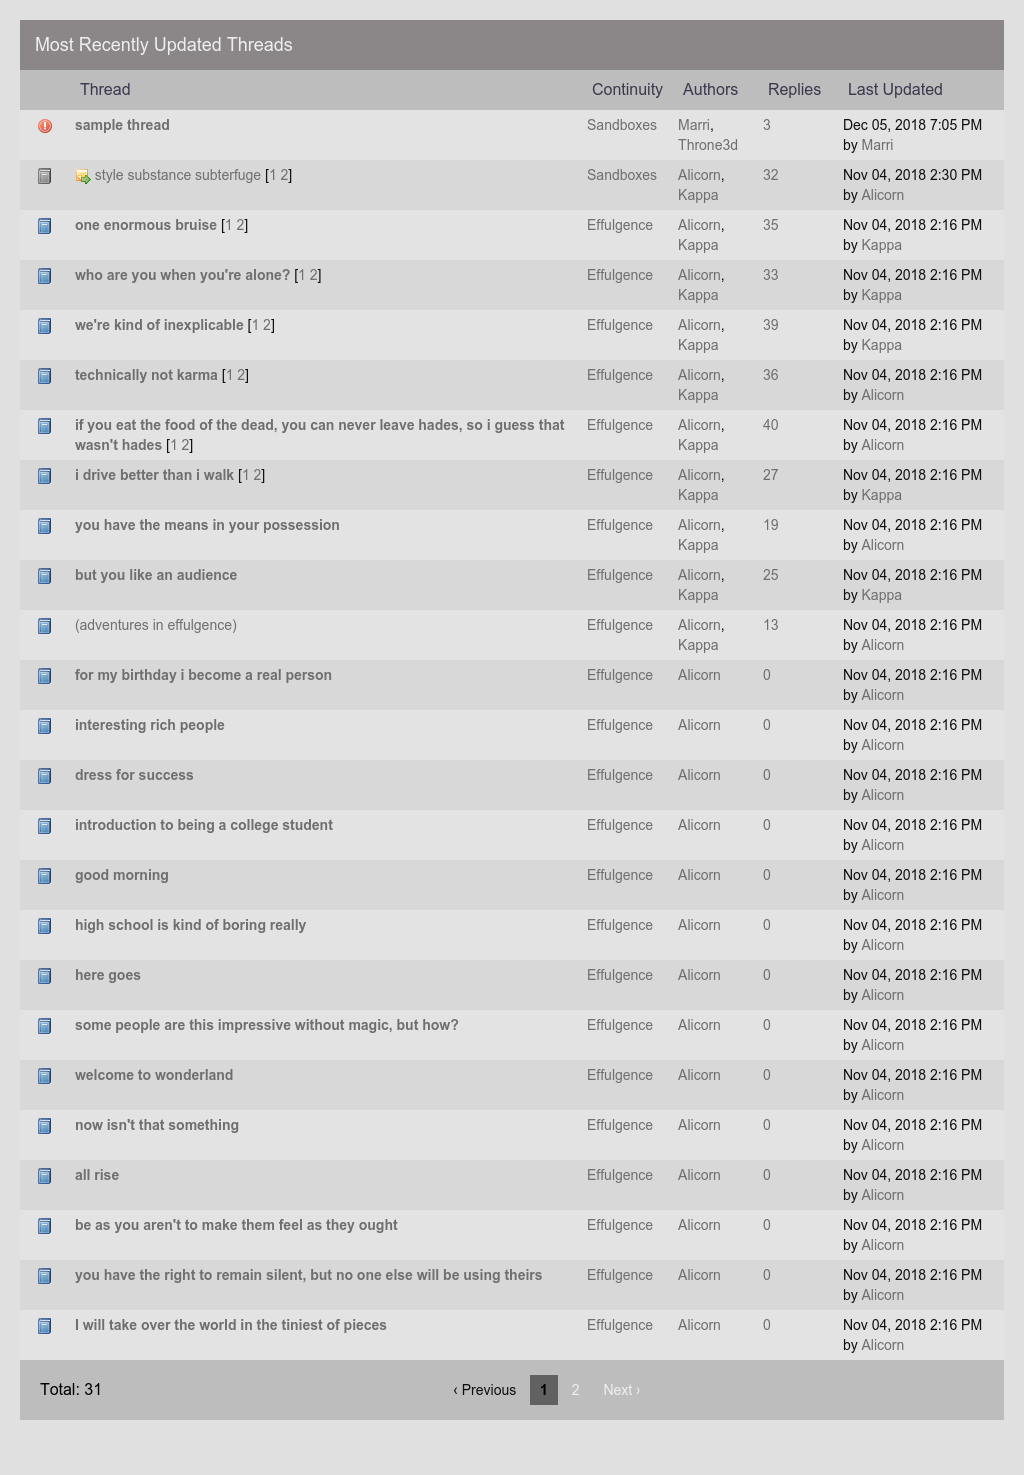 Most Recently Updated Threads
Thread Continuity Authors Replies Last Updated
sample thread Sandboxes Marri, 3 Dec 05, 2018 7:05 PM
Throne3d by Marri
style substance subterfuge [1 2] Sandboxes Alicorn, 32 Nov 04, 2018 2:30 PM
Kappa by Alicorn
one enormous bruise [1 2] Effulgence Alicorn, 35 Nov 04, 2018 2:16 PM
Kappa by Kappa
who are you when you're alone? [1 2] Effulgence Alicorn, 33 Nov 04, 2018 2:16 PM
Kappa by Kappa
we're kind of inexplicable [1 2] Effulgence Alicorn, 39 Nov 04, 2018 2:16 PM
Kappa by Kappa
technically not karma [1 2] Effulgence Alicorn, 36 Nov 04, 2018 2:16 PM
Kappa by Alicorn
if you eat the food of the dead, you can never leave hades, so i guess that Effulgence Alicorn, 40 Nov 04, 2018 2:16 PM
wasn't hades [1 2] Kappa by Alicorn
i drive better than i walk [1 2] Effulgence Alicorn, 27 Nov 04, 2018 2:16 PM
Kappa by Kappa
you have the means in your possession Effulgence Alicorn, 19 Nov 04, 2018 2:16 PM
Kappa by Alicorn
but you like an audience Effulgence Alicorn, 25 Nov 04, 2018 2:16 PM
Kappa by Kappa
(adventures in effulgence) Effulgence Alicorn, 13 Nov 04, 2018 2:16 PM
Kappa by Alicorn
for my birthday i become a real person Effulgence Alicorn 0 Nov 04, 2018 2:16 PM
by Alicorn
interesting rich people Effulgence Alicorn 0 Nov 04, 2018 2:16 PM
by Alicorn
dress for success Effulgence Alicorn 0 Nov 04, 2018 2:16 PM
by Alicorn
introduction to being a college student Effulgence Alicorn 0 Nov 04, 2018 2:16 PM
by Alicorn
good morning Effulgence Alicorn 0 Nov 04, 2018 2:16 PM
by Alicorn
high school is kind of boring really Effulgence Alicorn 0 Nov 04, 2018 2:16 PM
by Alicorn
here goes Effulgence Alicorn 0 Nov 04, 2018 2:16 PM
by Alicorn
some people are this impressive without magic, but how? Effulgence Alicorn 0 Nov 04, 2018 2:16 PM
by Alicorn
welcome to wonderland Effulgence Alicorn 0 Nov 04, 2018 2:16 PM
by Alicorn
now isn't that something Effulgence Alicorn 0 Nov 04, 2018 2:16 PM
by Alicorn
all rise Effulgence Alicorn 0 Nov 04, 2018 2:16 PM
by Alicorn
be as you aren't to make them feel as they ought Effulgence Alicorn 0 Nov 04, 2018 2:16 PM
by Alicorn
you have the right to remain silent, but no one else will be using theirs Effulgence Alicorn 0 Nov 04, 2018 2:16 PM
by Alicorn
I will take over the world in the tiniest of pieces Effulgence Alicorn 0 Nov 04, 2018 2:16 PM
by Alicorn
Total: 31 ‹ Previous 1 2 Next ›